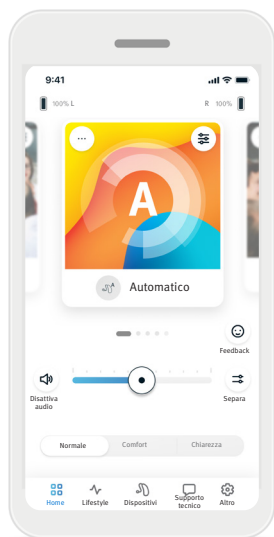 9:41
100% L
R 100%
...
A
A
Automatico
Feedback
Disattiva
audio
Separa
Normale
Comfort
Chiarezza
Home
Lifestyle
Dispositivi
Supporto
tecnico
Altro